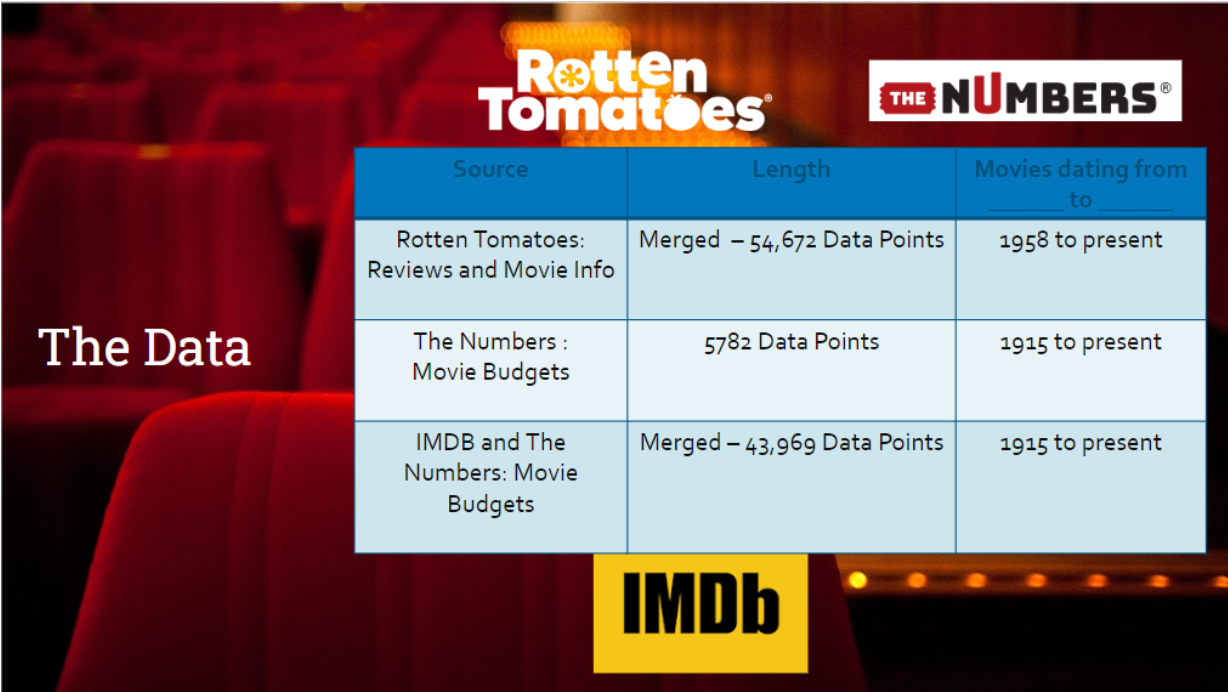 Rotten
Tomatoes®
THE NUMBERS®
The Data
Source
Length
Movies dating from
______ to ______
Rotten Tomatoes:
Reviews and Movie Info
Merged – 54,672 Data Points
1958 to present
The Numbers :
Movie Budgets
5782 Data Points
1915 to present
IMDB and The
Numbers: Movie
Budgets
Merged – 43,969 Data Points
1915 to present
IMDb